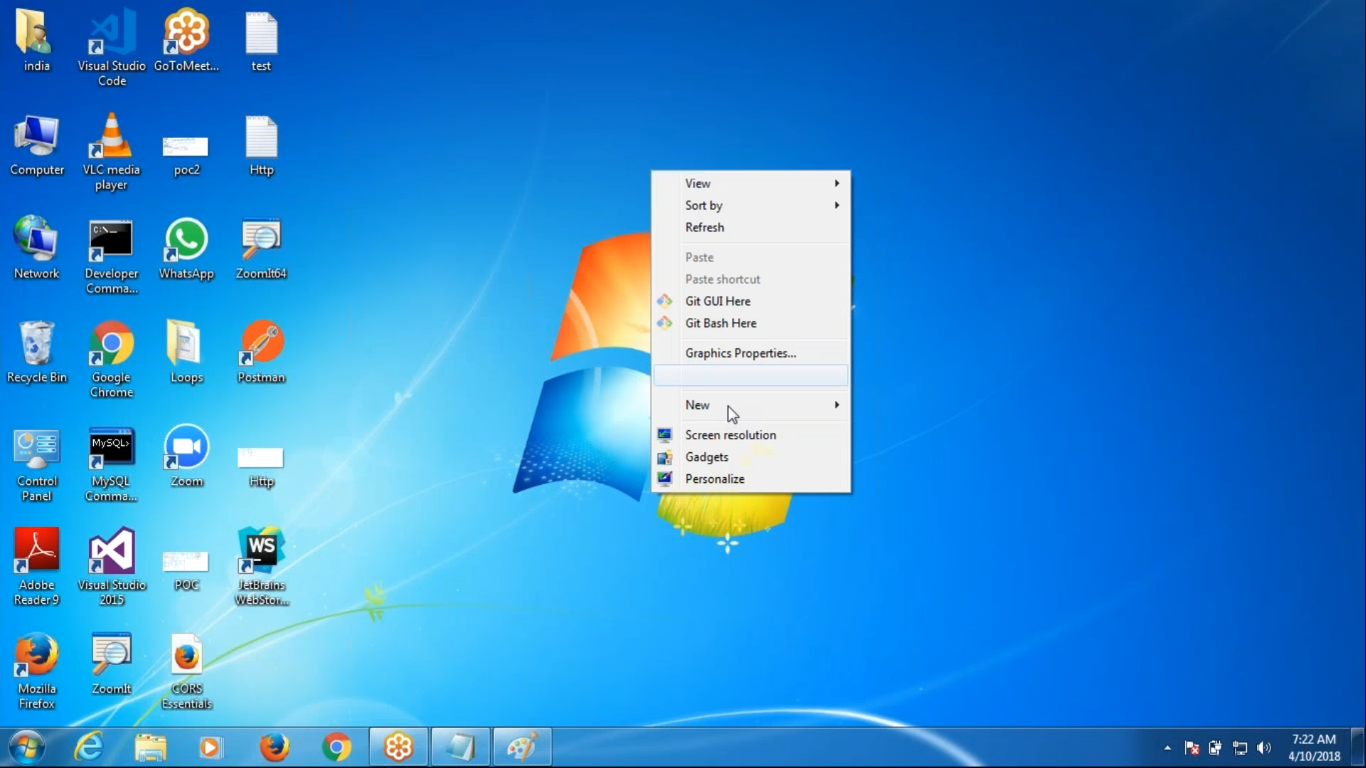 india
Visual Studio
Code
GoToMeet...
test
Computer
VLC media
player
poc2
Http
Network
Developer
Comma...
WhatsApp
ZoomIt64
Recycle Bin
Google
Chrome
Loops
Postman
Control
Panel
MySQL
Comma...
Zoom
Http
Adobe
Reader 9
Visual Studio
2015
POC
JetBrains
WebStor...
Mozilla
Firefox
ZoomIt
CORS
Essentials
C:\_
MySQL>
WS
View
Sort by
Refresh
Paste
Paste shortcut
Git GUI Here
Git Bash Here
Graphics Properties...
New
Screen resolution
Gadgets
Personalize
7:22 AM
4/10/2018